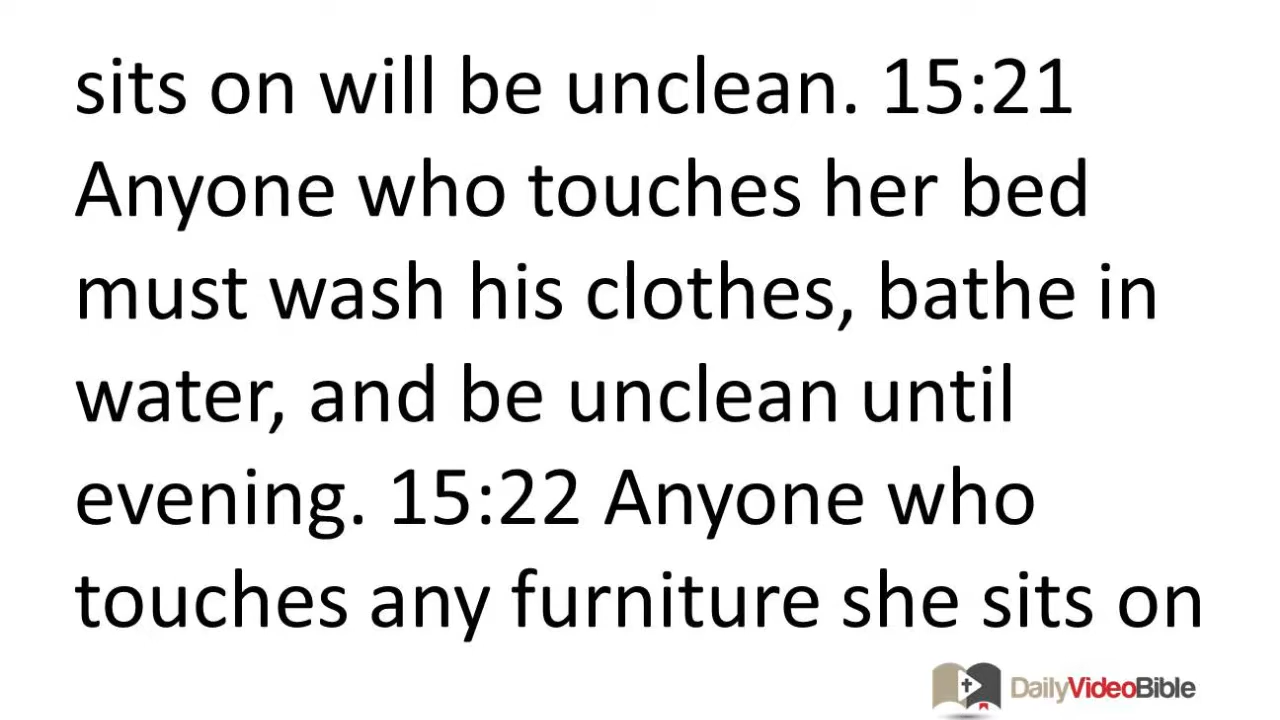 sits on will be unclean. 15:21
Anyone who touches her bed
must wash his clothes, bathe in
water, and be unclean until
evening. 15:22 Anyone who
touches any furniture she sits on
DailyVideoBible